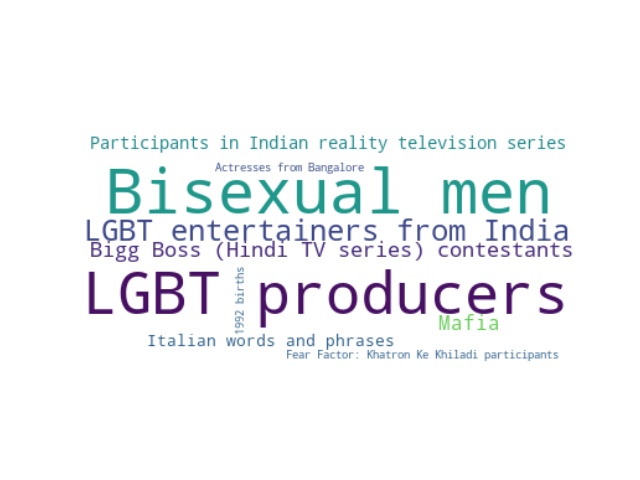 Participants in Indian reality television series
Actresses from Bangalore
Bisexual men
LGBT entertainers from India
Bigg Boss (Hindi TV series) contestants
LGBT producers
1992 births
Mafia
Italian words and phrases
Fear Factor: Khatron Ke Khiladi participants